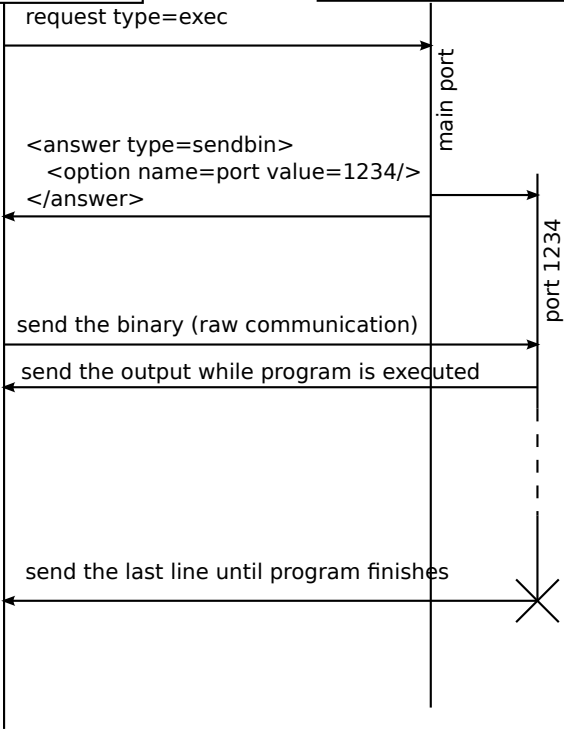 request type=exec
main port
<answer type=sendbin>
<option name=port value=1234/>
</answer>
port 1234
send the binary (raw communication)
send the output while program is executed
send the last line until program finishes